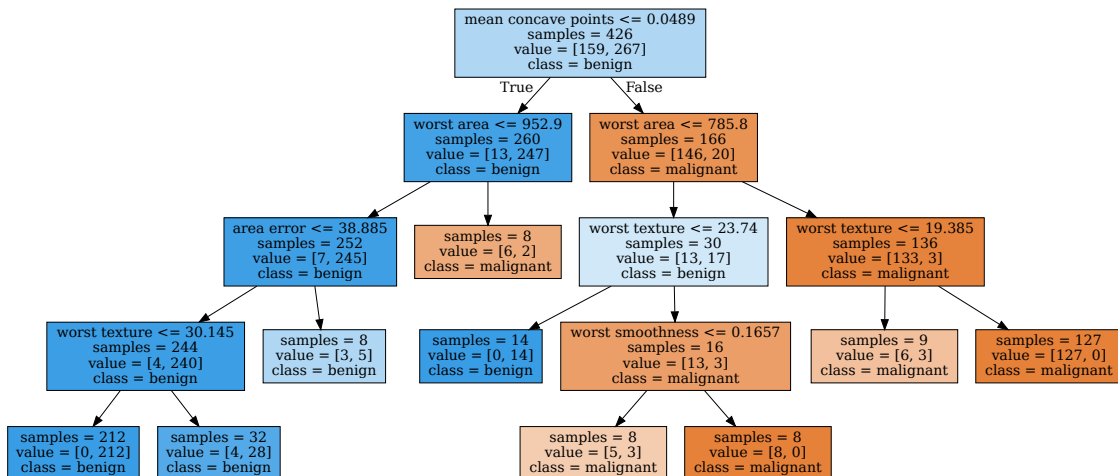 mean concave points <= 0.0489
samples = 426
value = [159, 267]
class = benign
True
False
worst area <= 952.9
samples = 260
value = [13, 247]
class = benign
worst area <= 785.8
samples = 166
value = [146, 20]
class = malignant
area error <= 38.885
samples = 252
value = [7, 245]
class = benign
samples = 8
value = [6, 2]
class = malignant
worst texture <= 23.74
samples = 30
value = [13, 17]
class = benign
worst texture <= 19.385
samples = 136
value = [133, 3]
class = malignant
worst texture <= 30.145
samples = 244
value = [4, 240]
class = benign
samples = 8
value = [3, 5]
class = benign
samples = 14
value = [0, 14]
class = benign
worst smoothness <= 0.1657
samples = 16
value = [13, 3]
class = malignant
samples = 9
value = [6, 3]
class = malignant
samples = 127
value = [127, 0]
class = malignant
samples = 212
value = [0, 212]
class = benign
samples = 32
value = [4, 28]
class = benign
samples = 8
value = [5, 3]
class = malignant
samples = 8
value = [8, 0]
class = malignant